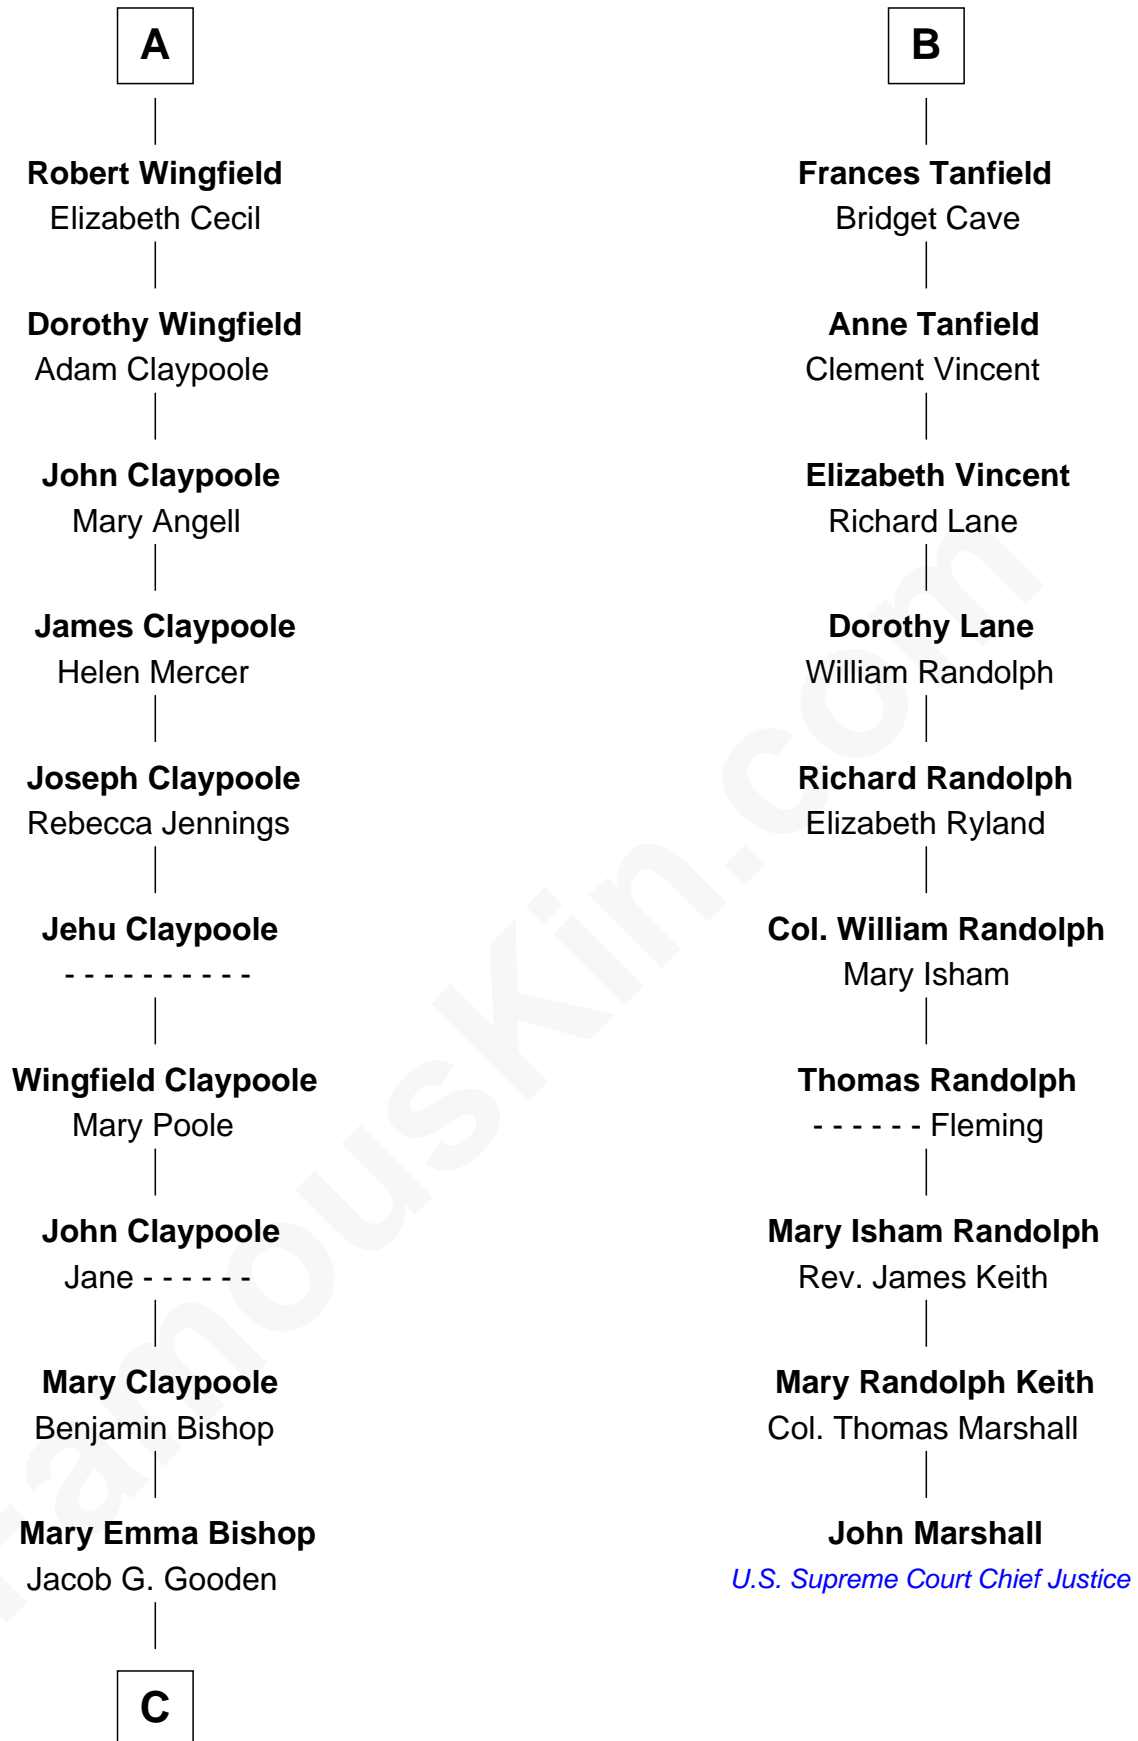 A
Robert Wingfield
Elizabeth Cecil
Dorothy Wingfield
Adam Claypoole
John Claypoole
Mary Angell
James Claypoole
Helen Mercer
Joseph Claypoole
Rebecca Jennings
Jehu Claypoole
- - - - - - - - - -
Wingfield Claypoole
Mary Poole
John Claypoole
Jane - - - - - -
Mary Claypoole
Benjamin Bishop
Mary Emma Bishop
Jacob G. Gooden
C
B
Frances Tanfield
Bridget Cave
Anne Tanfield
Clement Vincent
Elizabeth Vincent
Richard Lane
Dorothy Lane
William Randolph
Richard Randolph
Elizabeth Ryland
Col. William Randolph
Mary Isham
Thomas Randolph
- - - - - - Fleming
Mary Isham Randolph
Rev. James Keith
Mary Randolph Keith
Col. Thomas Marshall
John Marshall
U.S. Supreme Court Chief Justice
FamousKin.com